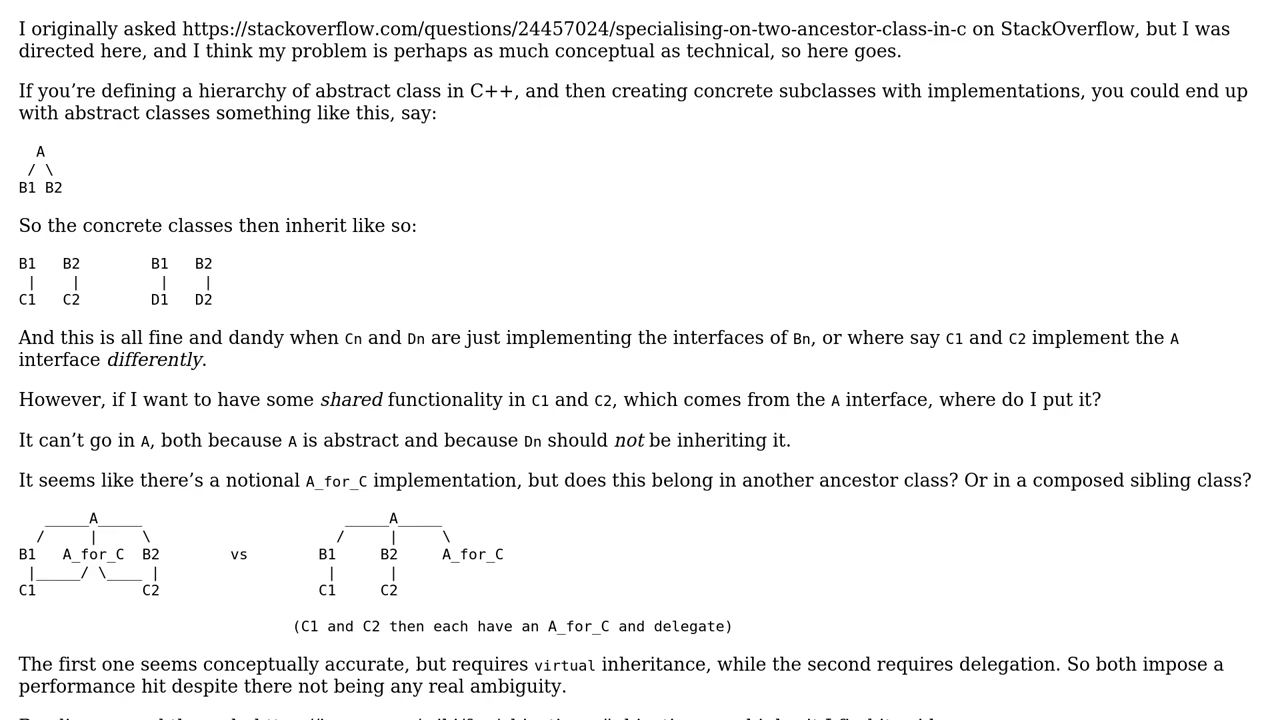 I originally asked https://stackoverflow.com/questions/24457024/specialising-on-two-ancestor-class-in-c on StackOverflow, but I was
directed here, and I think my problem is perhaps as much conceptual as technical, so here goes.
If you’re defining a hierarchy of abstract class in C++, and then creating concrete subclasses with implementations, you could end up
with abstract classes something like this, say:
  A
 / \
B1 B2
So the concrete classes then inherit like so:
B1   B2        B1   B2
 |    |         |    |
C1   C2        D1   D2
And this is all fine and dandy when Cn and Dn are just implementing the interfaces of Bn, or where say C1 and C2 implement the A
interface differently.
However, if I want to have some shared functionality in C1 and C2, which comes from the A interface, where do I put it?
It can’t go in A, both because A is abstract and because Dn should not be inheriting it.
It seems like there’s a notional A_for_C implementation, but does this belong in another ancestor class? Or in a composed sibling class?
   _____A______                       _____A_____
  /     |     \                      /     |     \
B1   A_for_C  B2        vs        B1     B2     A_for_C
 |_____/ \____ |                   |      |
C1            C2                  C1     C2
(C1 and C2 then each have an A_for_C and delegate)
The first one seems conceptually accurate, but requires virtual inheritance, while the second requires delegation. So both impose a
performance hit despite there not being any real ambiguity.